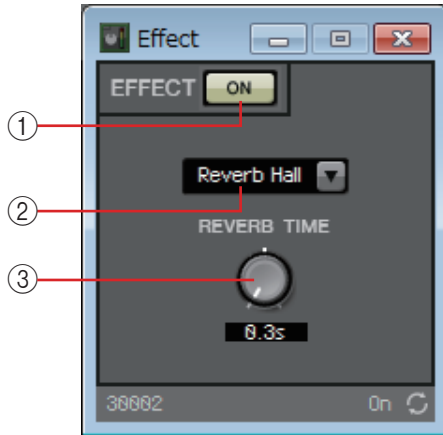 Effect
EFFECT ON
①
Reverb Hall
②
REVERB TIME
③
0.3s
30002 On